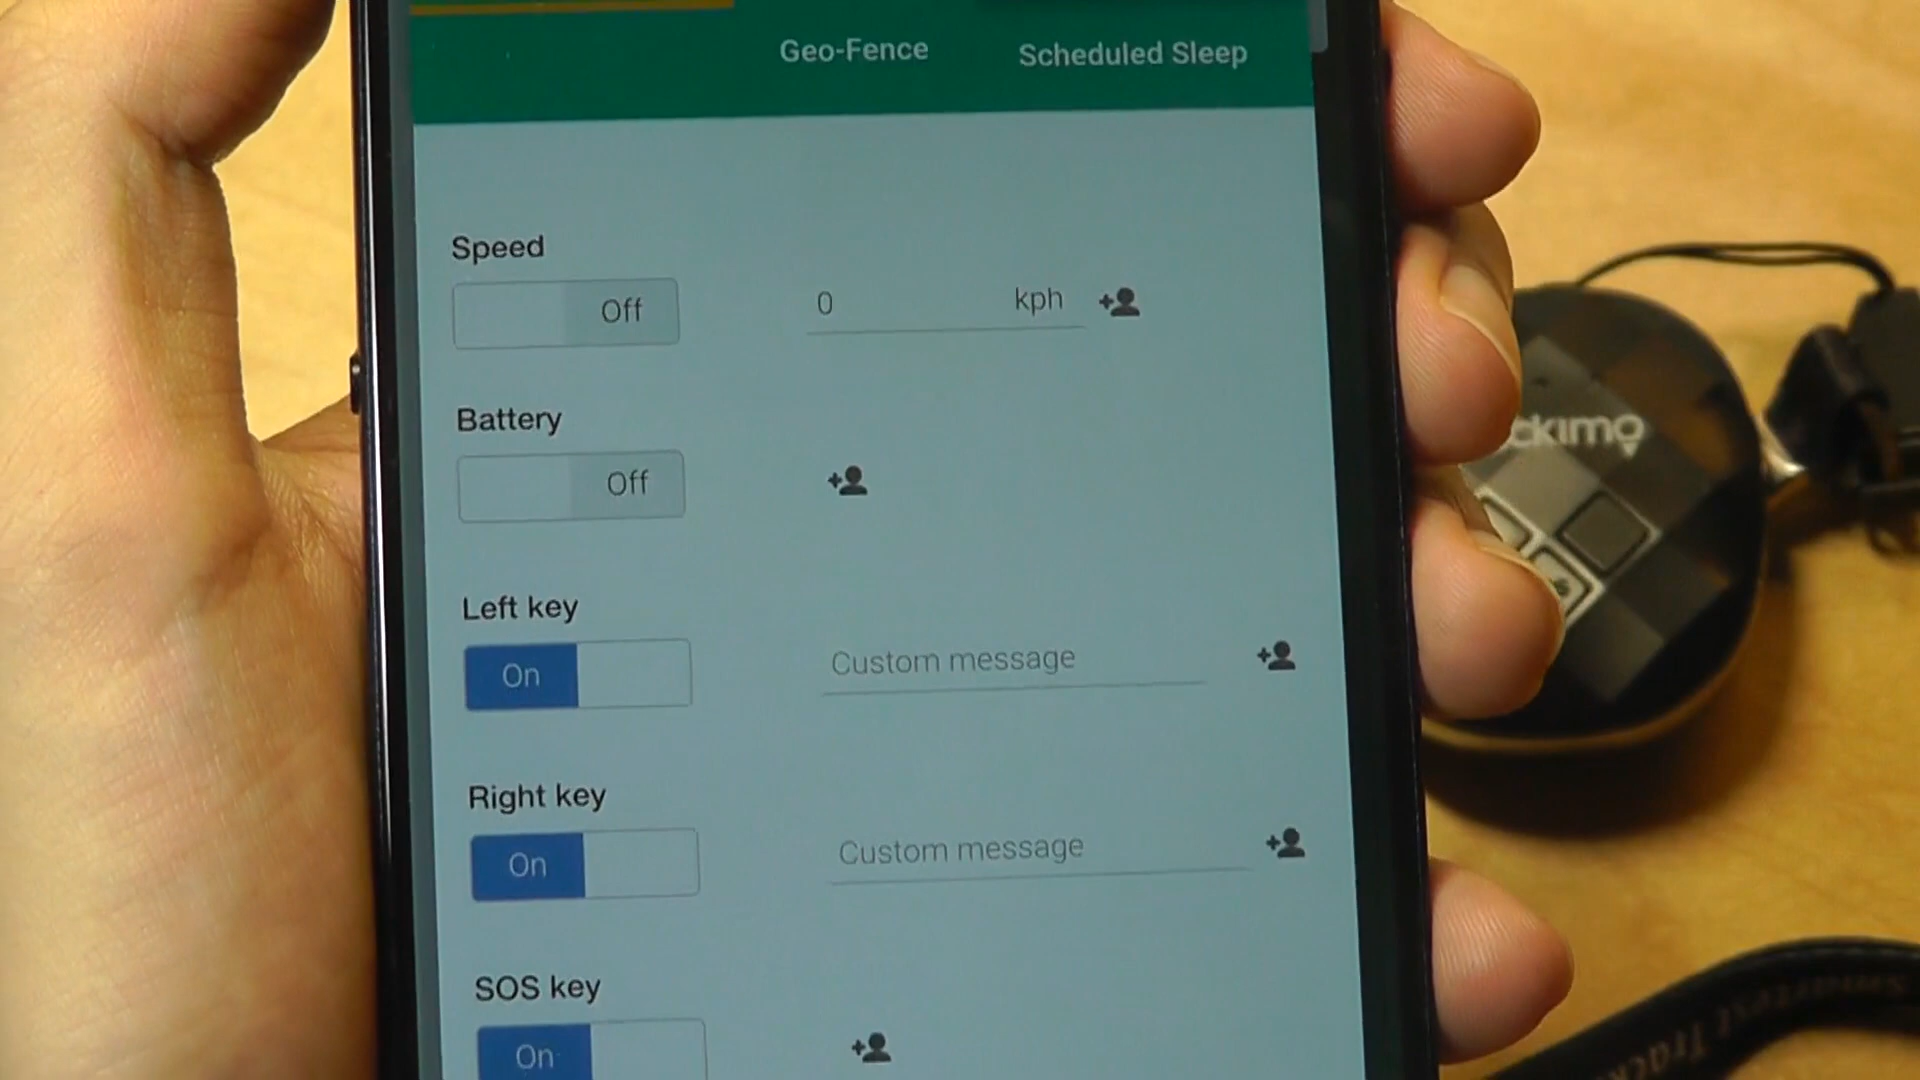 Geo-Fence Scheduled Sleep
Speed
Off 0 kph
Battery
Off
Left key
On Custom message
Right key
On Custom message
SOS key
On
ckimo